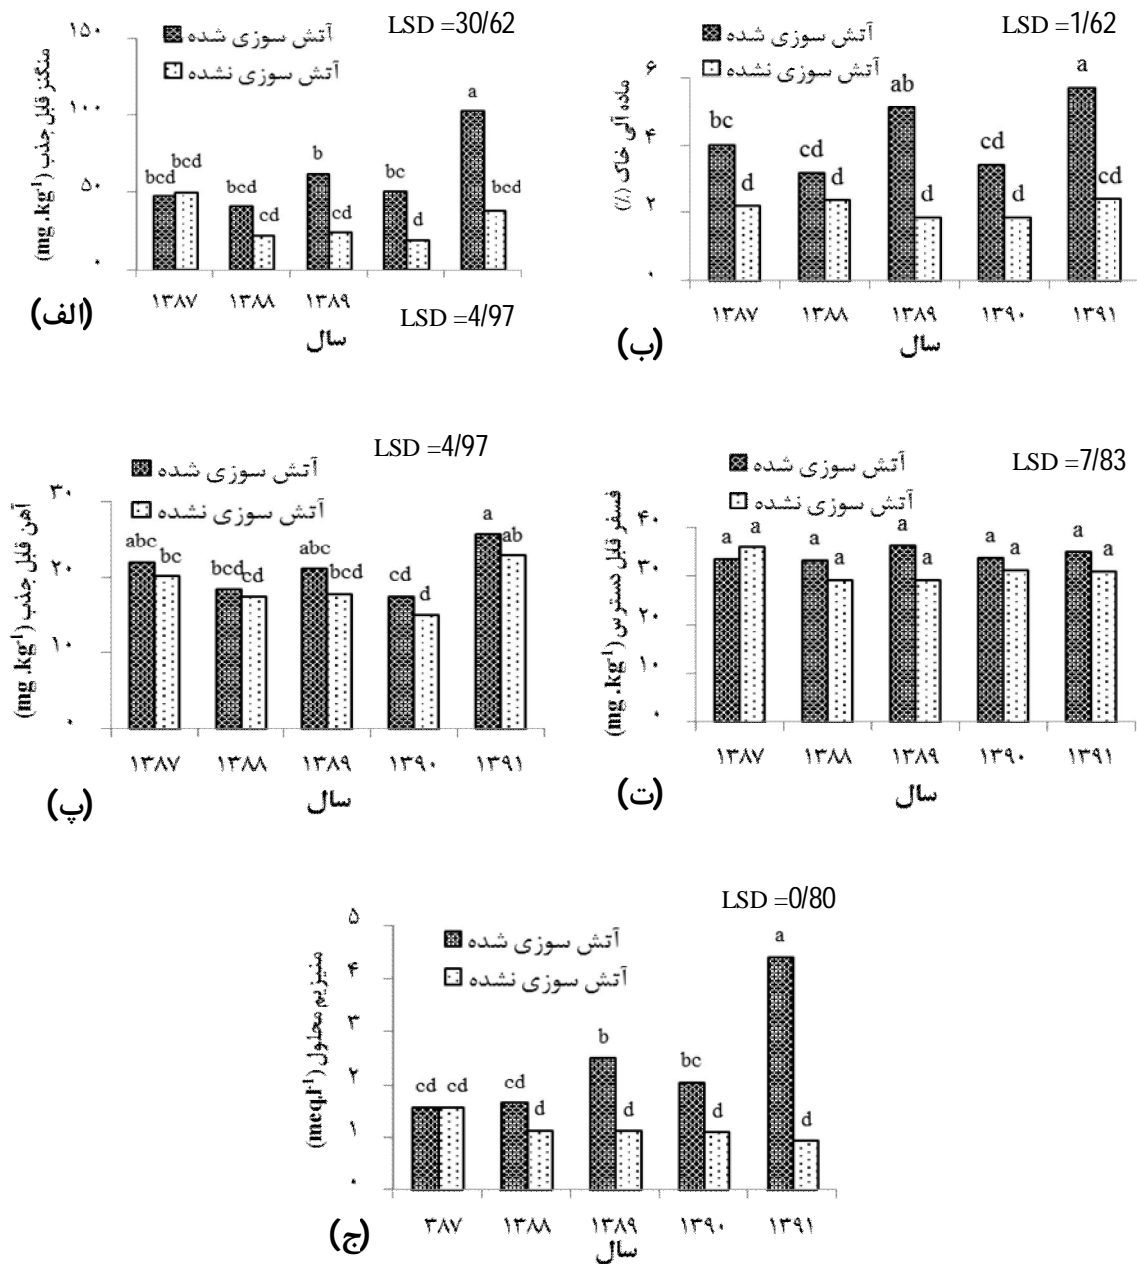 LSD =30/62
آتش سوزی شده
آتش سوزی نشده
منگنز قابل جذب (mg .kg-1)
۱۵۰
۱۰۰
۵۰
۰
bcd bcd bcd cd b cd bc d a bcd
۱۳۸۷ ۱۳۸۸ ۱۳۸۹
سال
(الف)
LSD =4/97
LSD =1/62
آتش سوزی شده
آتش سوزی نشده
ماده آلی خاک (٪)
۶
۴
۲
۰
bc d cd d ab d cd d a cd
۱۳۸۷ ۱۳۸۸ ۱۳۸۹ ۱۳۹۰ ۱۳۹۱
سال
(ب)
LSD =4/97
آتش سوزی شده
آتش سوزی نشده
آهن قابل جذب (mg .kg-1)
۳۰
۲۰
۱۰
۰
abc bc bcd cd abc bcd cd d a ab
۱۳۸۷ ۱۳۸۸ ۱۳۸۹ ۱۳۹۰ ۱۳۹۱
سال
(پ)
LSD =7/83
آتش سوزی شده
آتش سوزی نشده
فسفر قابل دسترس (mg .kg-1)
۴۰
۳۰
۲۰
۱۰
۰
a a a a a a a a a a
۱۳۸۷ ۱۳۸۸ ۱۳۸۹ ۱۳۹۰ ۱۳۹۱
سال
(ت)
LSD =0/80
آتش سوزی شده
آتش سوزی نشده
منیزیم محلول (meq.l-1)
۵
۴
۳
۲
۱
۰
cd cd cd d b d bc d a d
۳۸۷ ۱۳۸۸ ۱۳۸۹ ۱۳۹۰ ۱۳۹۱
سال
(ج)